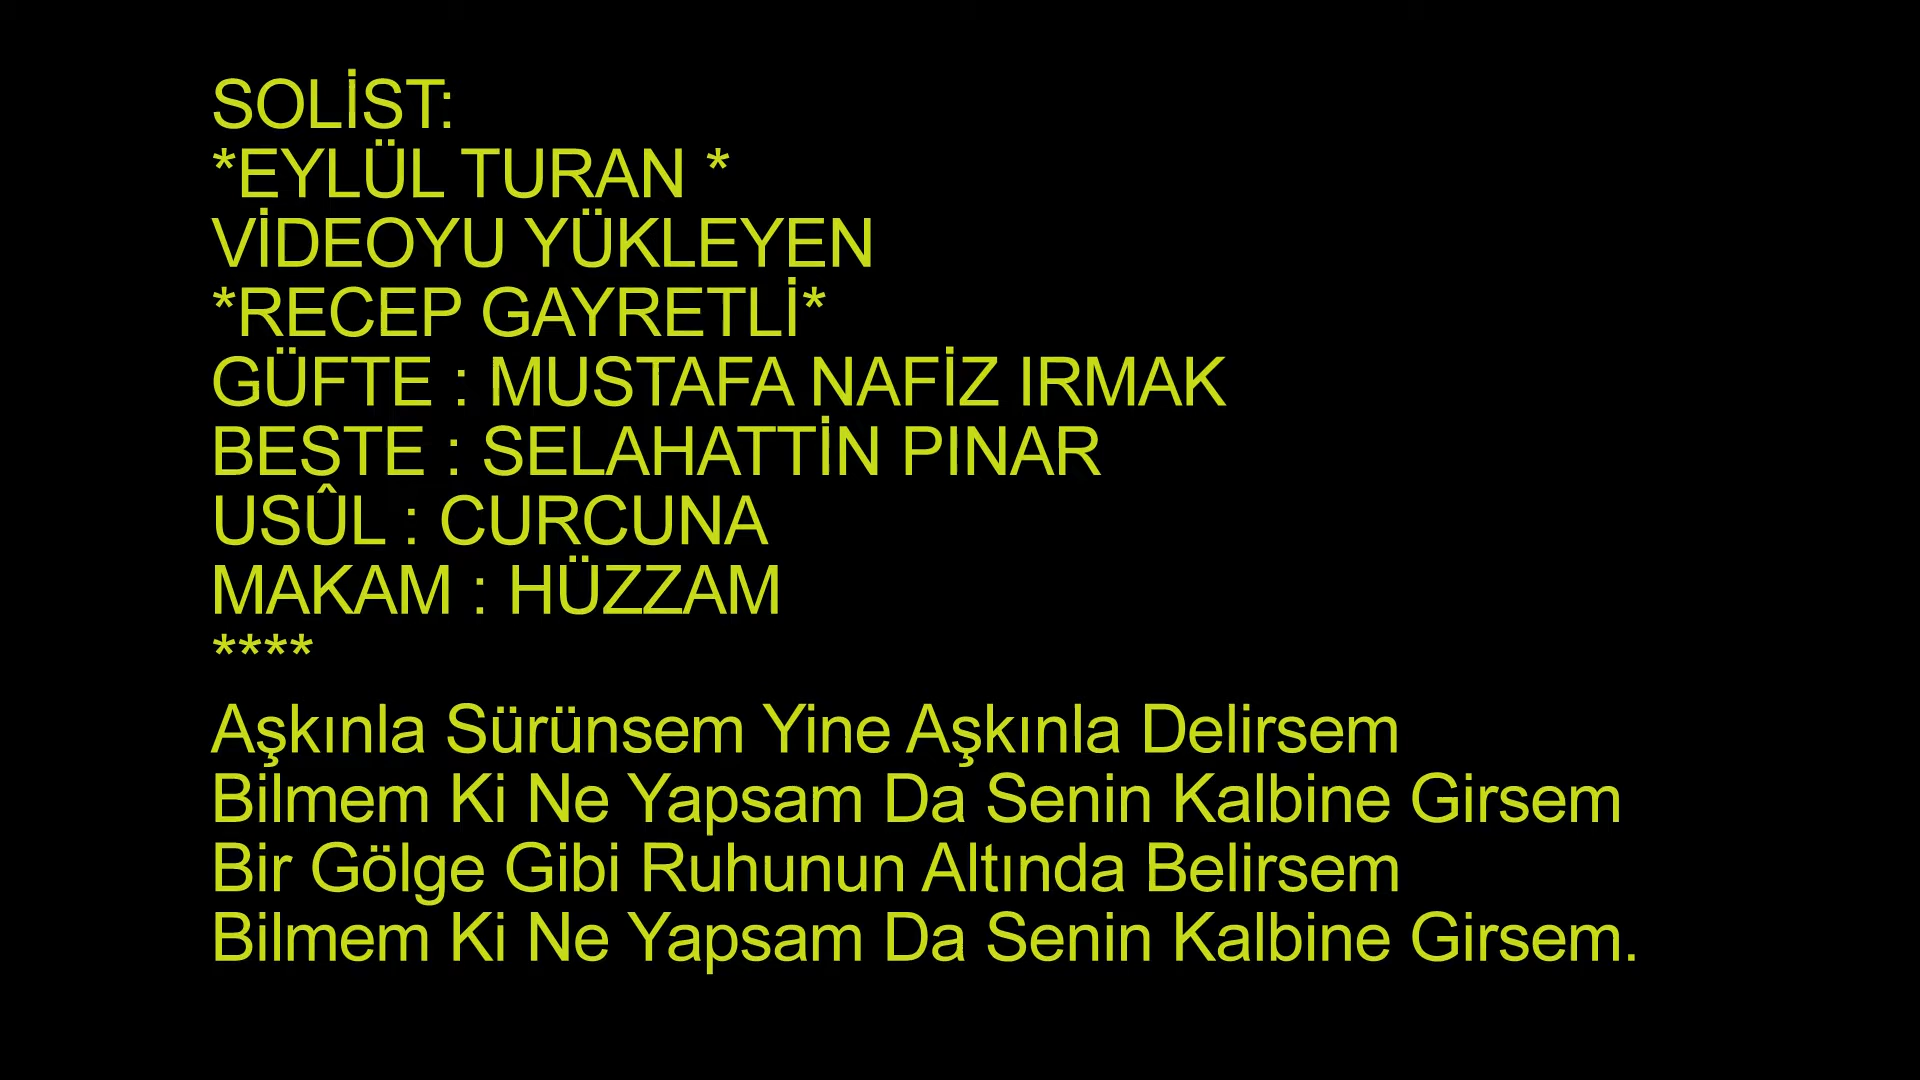 SOLİST:
*EYLÜL TURAN *
VİDEOYU YÜKLEYEN
*RECEP GAYRETLİ*
GÜFTE : MUSTAFA NAFİZ IRMAK
BESTE : SELAHATTİN PINAR
USÛL : CURCUNA
MAKAM : HÜZZAM
****
Aşkınla Sürünsem Yine Aşkınla Delirsem
Bilmem Ki Ne Yapsam Da Senin Kalbine Girsem
Bir Gölge Gibi Ruhunun Altında Belirsem
Bilmem Ki Ne Yapsam Da Senin Kalbine Girsem.